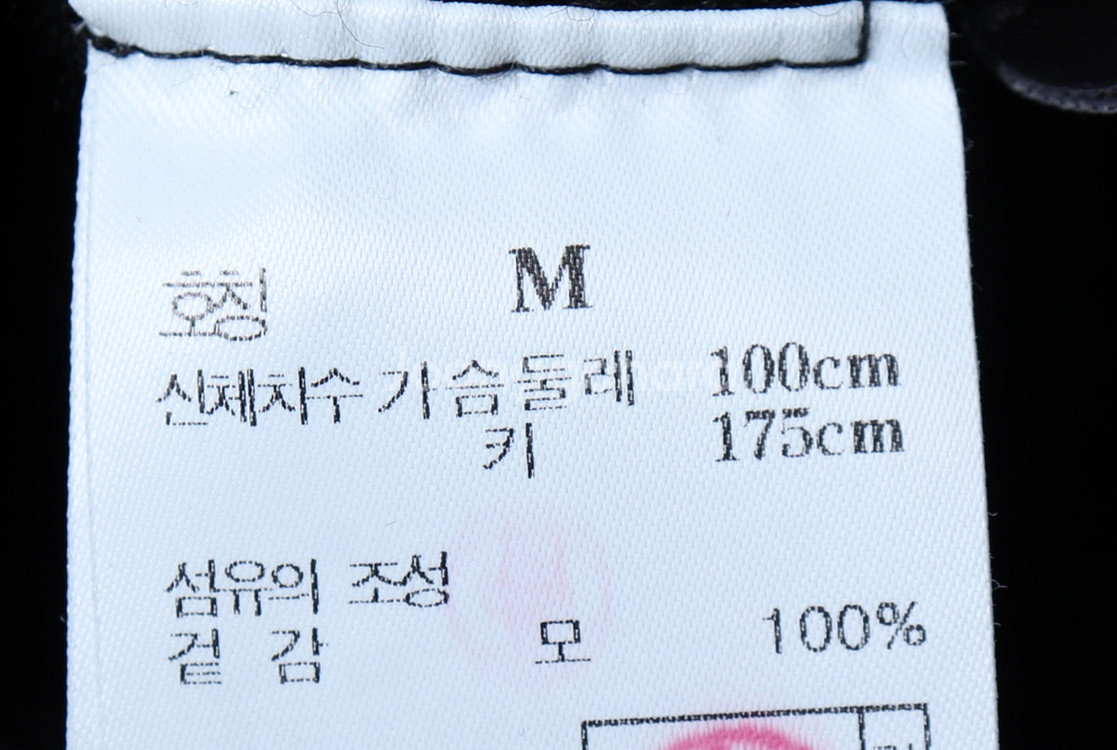 호칭 M
신체치수 가슴둘레 100cm
키 175cm
섬유의 조성
겉 감 모 100%